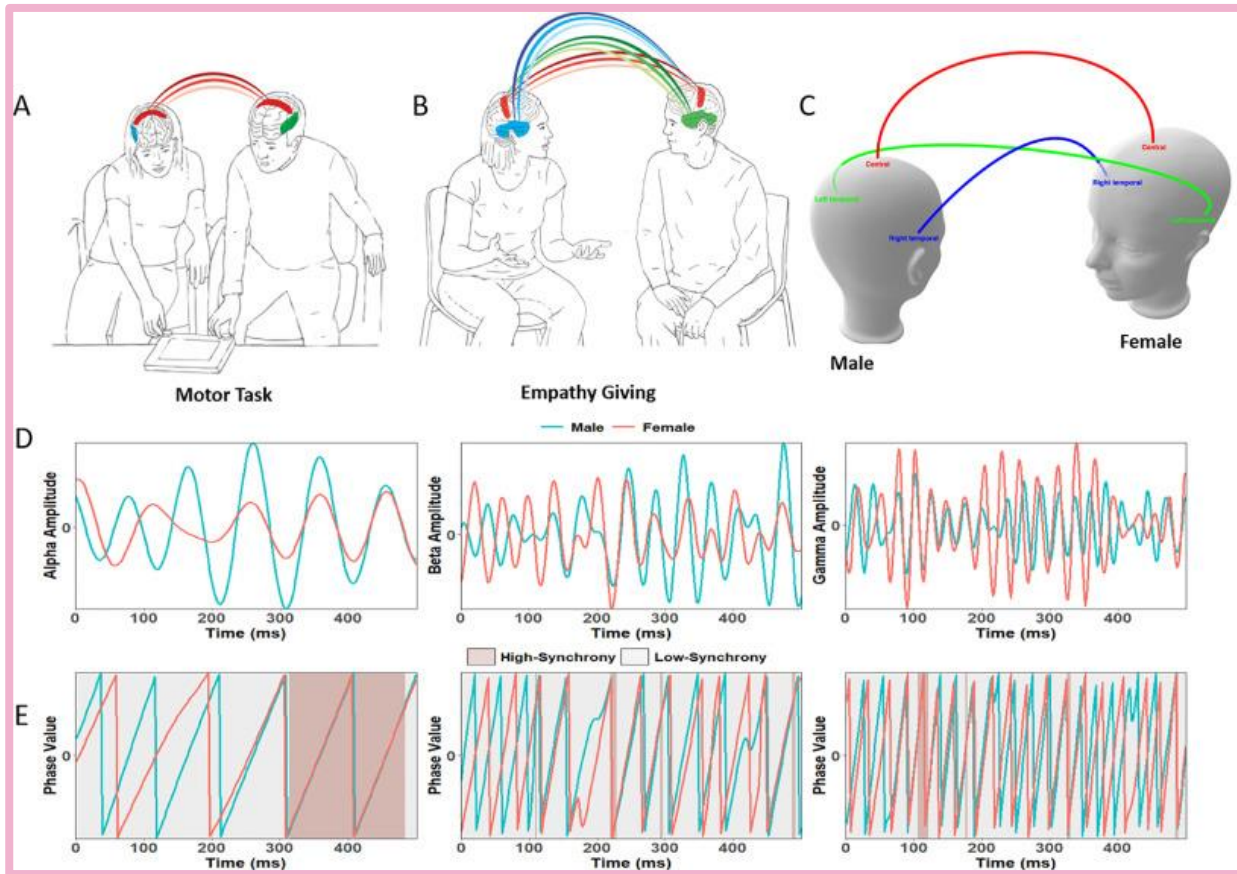 A
B
C
Central
Central
Left temporal
Right temporal
Right temporal
Male
Female
Motor Task
Empathy Giving
D
Male Female
Alpha Amplitude
0
0 100 200 300 400
Time (ms)
Beta Amplitude
0
0 100 200 300 400
Time (ms)
Gamma Amplitude
0
0 100 200 300 400
Time (ms)
High-Synchrony Low-Synchrony
E
Phase Value
0
0 100 200 300 400
Time (ms)
Phase Value
0
0 100 200 300 400
Time (ms)
Phase Value
0
0 100 200 300 400
Time (ms)